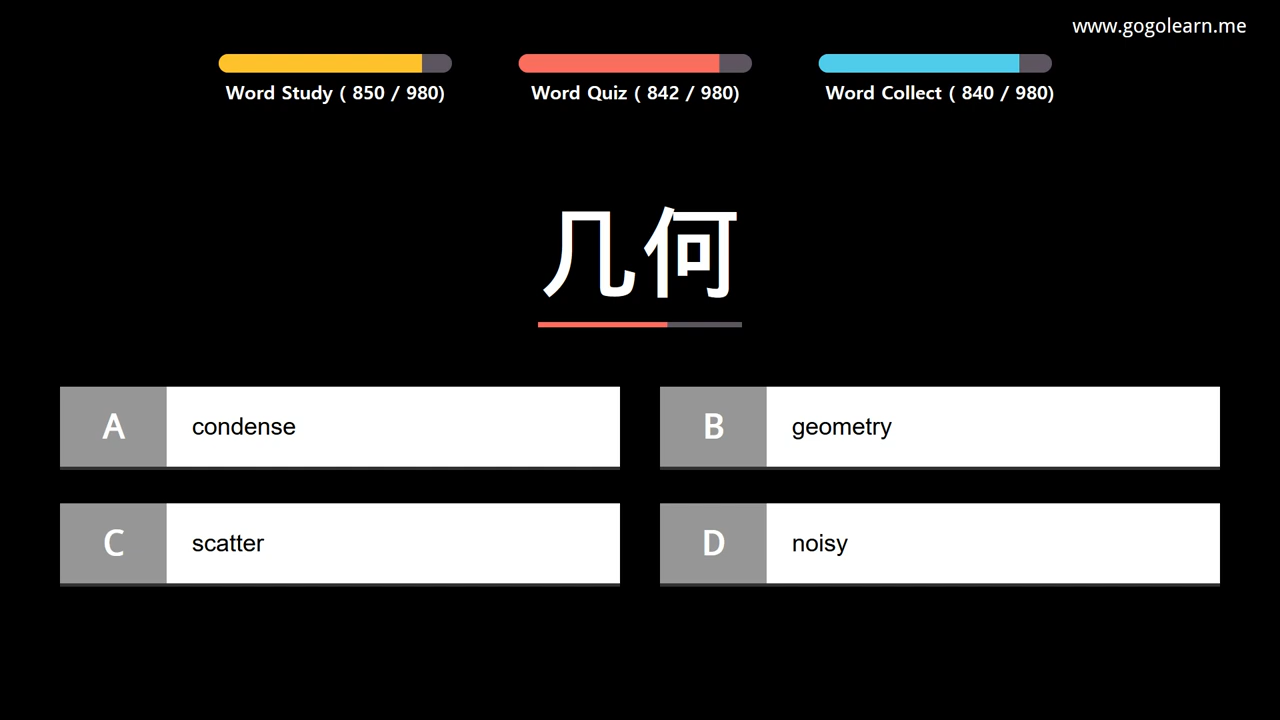 www.gogolearn.me
Word Study ( 850 / 980)
Word Quiz ( 842 / 980)
Word Collect ( 840 / 980)
几何
A condense
B geometry
C scatter
D noisy